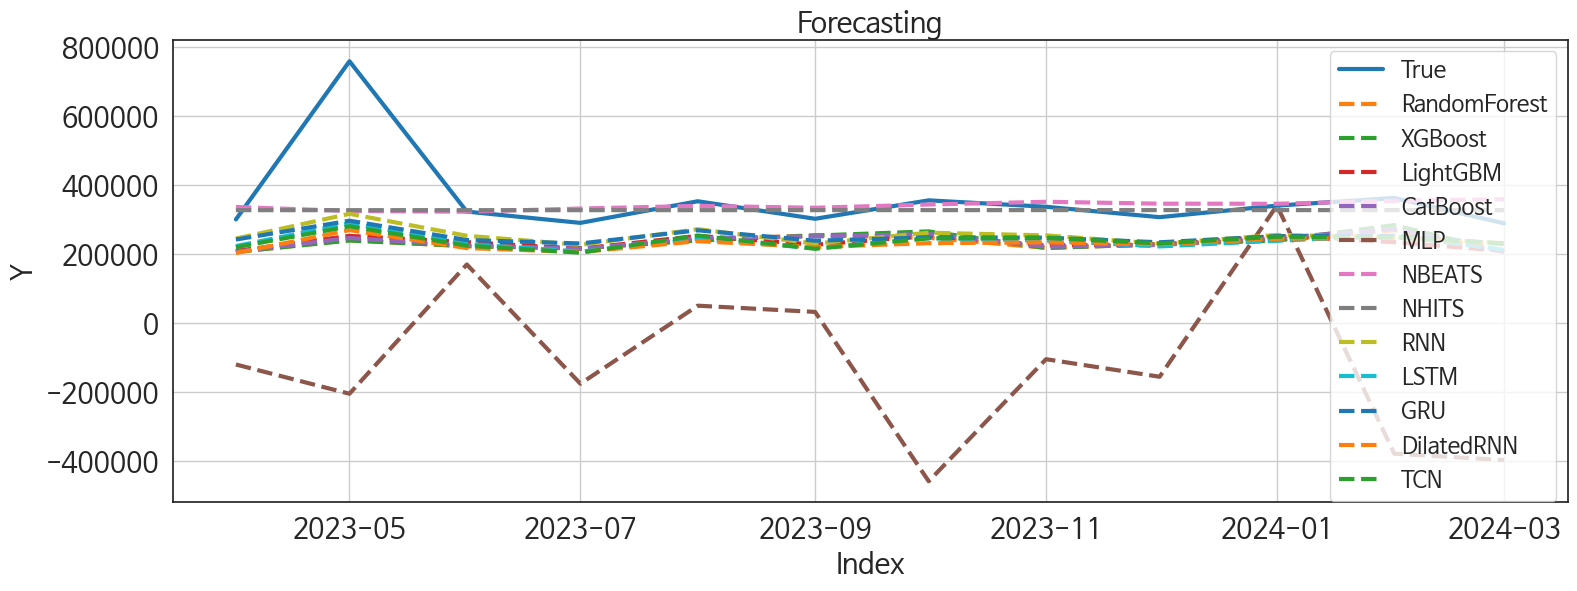 Forecasting
800000
600000
400000
200000
0
−200000
−400000
Y
2023−05
2023−07
2023−09
2023−11
2024−01
2024−03
Index
True
RandomForest
XGBoost
LightGBM
CatBoost
MLP
NBEATS
NHITS
RNN
LSTM
GRU
DilatedRNN
TCN